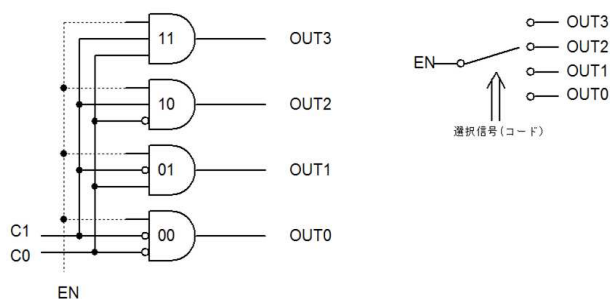 11
OUT3
10
OUT2
01
OUT1
00
OUT0
C1
C0
EN
OUT3
OUT2
EN
OUT1
OUT0
選択信号(コード)